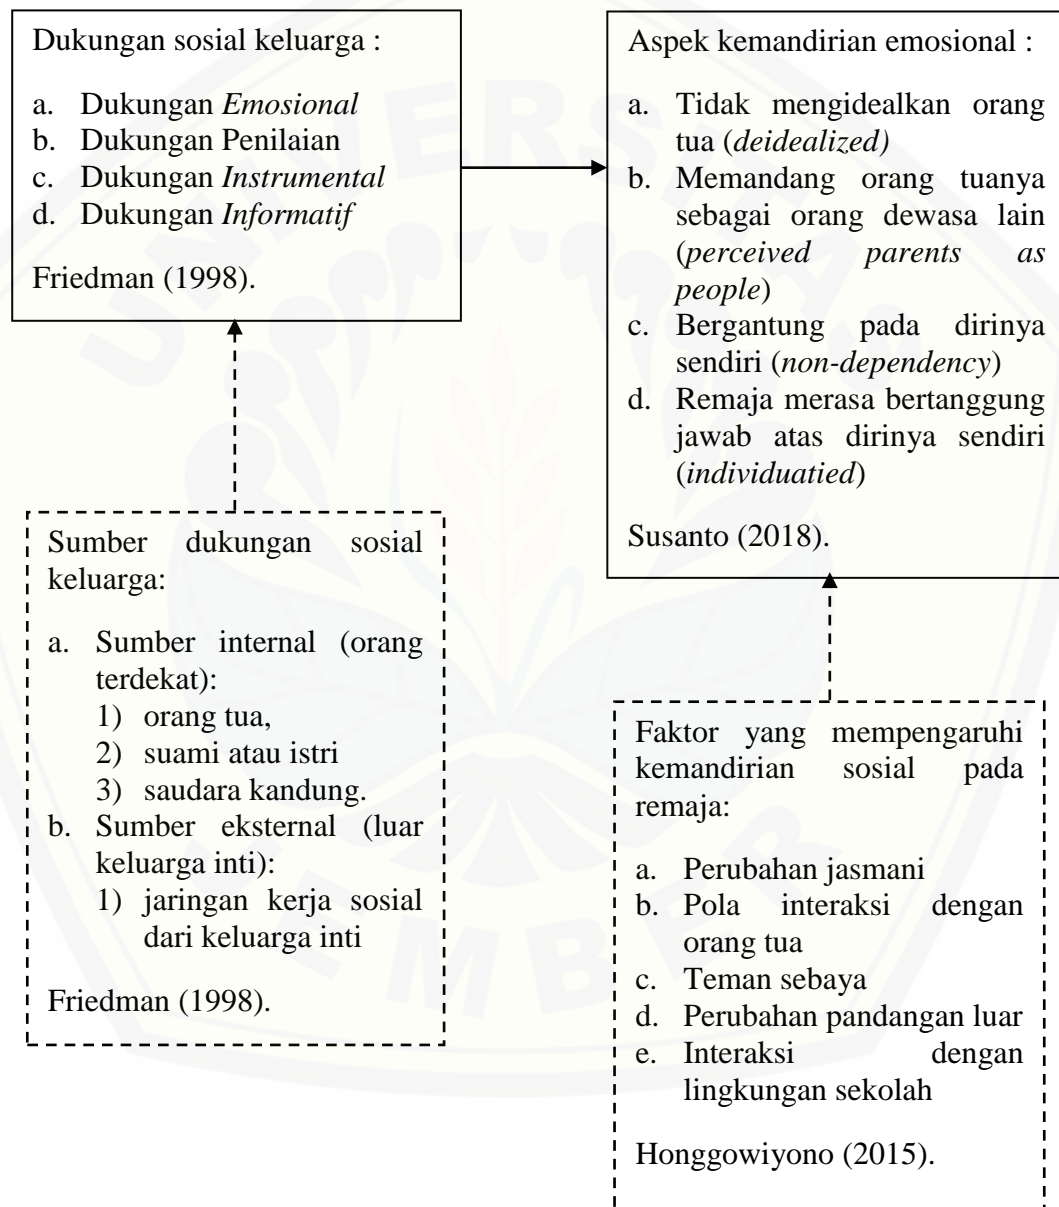 Dukungan sosial keluarga :
a. Dukungan Emosional
b. Dukungan Penilaian
c. Dukungan Instrumental
d. Dukungan Informatif
Friedman (1998).
Aspek kemandirian emosional :
a. Tidak mengidealkan orang
tua (deidealized)
b. Memandang orang tuanya
sebagai orang dewasa lain
(perceived parents as
people)
c. Bergantung pada dirinya
sendiri (non-dependency)
d. Remaja merasa bertanggung
jawab atas dirinya sendiri
(individuatied)
Susanto (2018).
Sumber dukungan sosial
keluarga:
a. Sumber internal (orang
terdekat):
1) orang tua,
2) suami atau istri
3) saudara kandung.
b. Sumber eksternal (luar
keluarga inti):
1) jaringan kerja sosial
dari keluarga inti
Friedman (1998).
Faktor yang mempengaruhi
kemandirian sosial pada
remaja:
a. Perubahan jasmani
b. Pola interaksi dengan
orang tua
c. Teman sebaya
d. Perubahan pandangan luar
e. Interaksi dengan
lingkungan sekolah
Honggowiyono (2015).
UNIVERSITAS
JEMBER